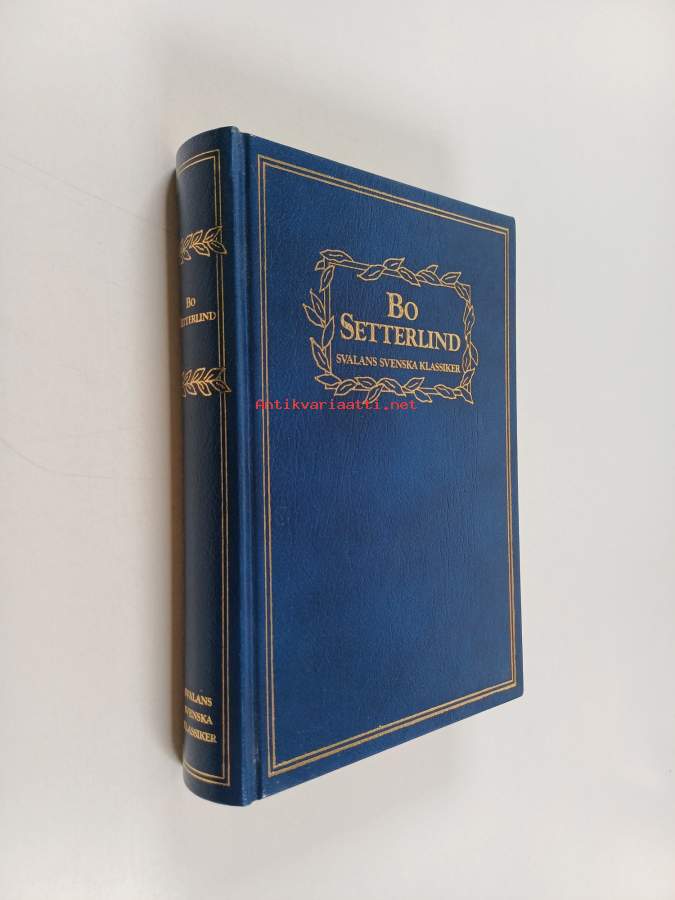 BO
SETTERLIND
SVALANS SVENSKA KLASSIKER
Antikvariaatti.net
BO
SETTERLIND
SVALANS
SVENSKA
KLASSIKER